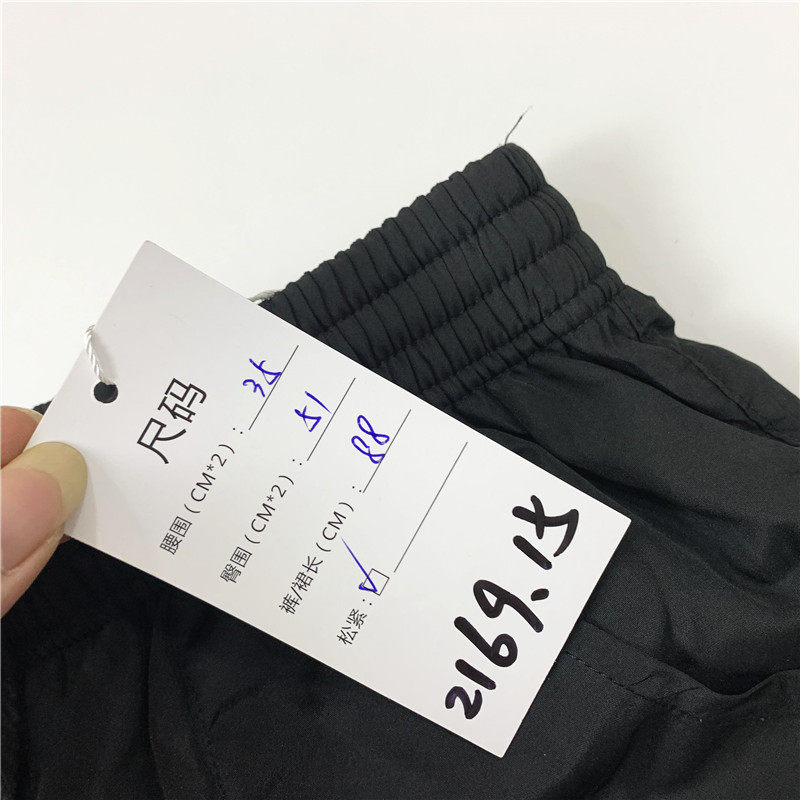 尺码
腰围(CM*2):35
臀围(CM*2):51
裤/裙长(CM):88
松紧:☑
2169.15